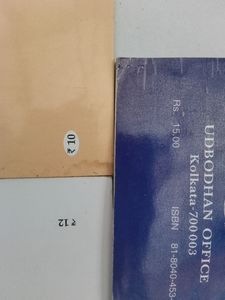 ₹10
₹12
UDBODHAN OFFICE
Kolkata-700 003
Rs. 15.00
ISBN 81-8040-453-